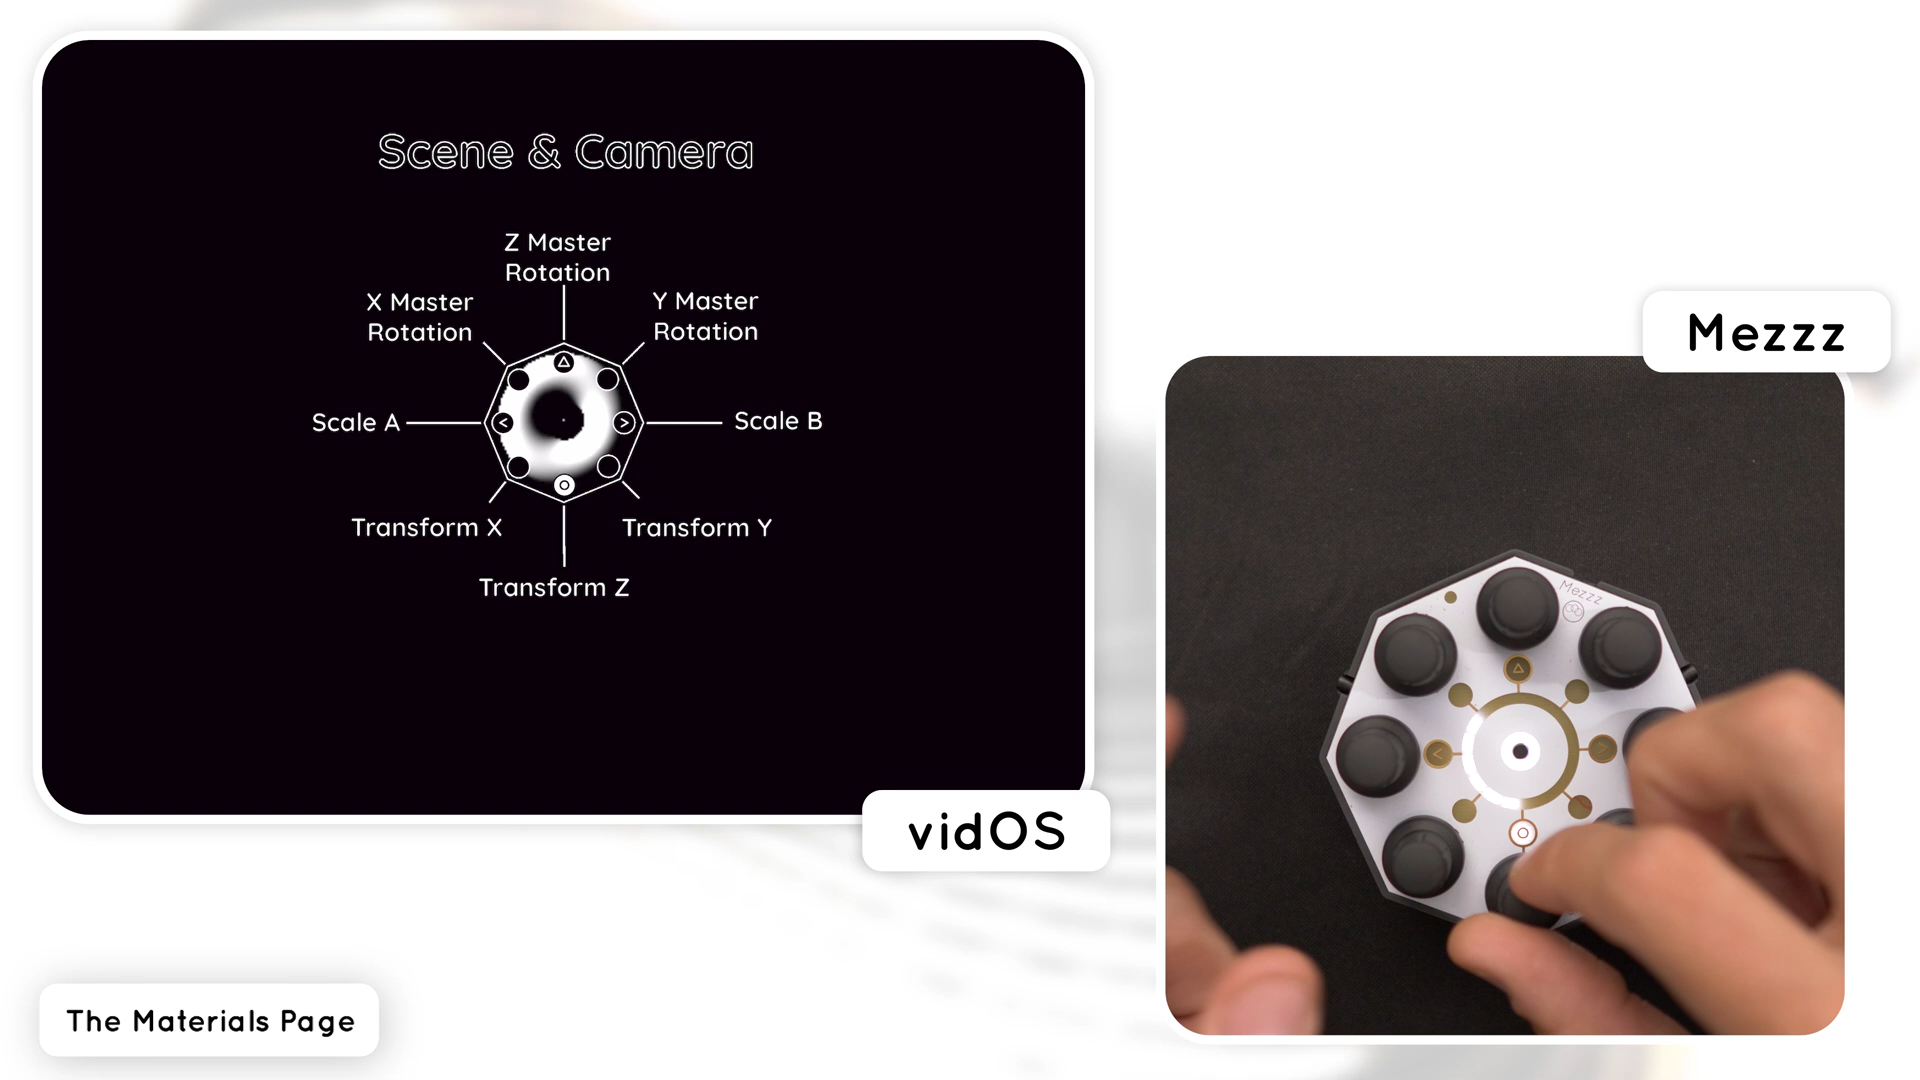 Scene & Camera
Z Master
Rotation
X Master
Rotation
Y Master
Rotation
Scale A
Scale B
Transform X
Transform Y
Transform Z
vidOS
Mezzz
Mezzz
The Materials Page